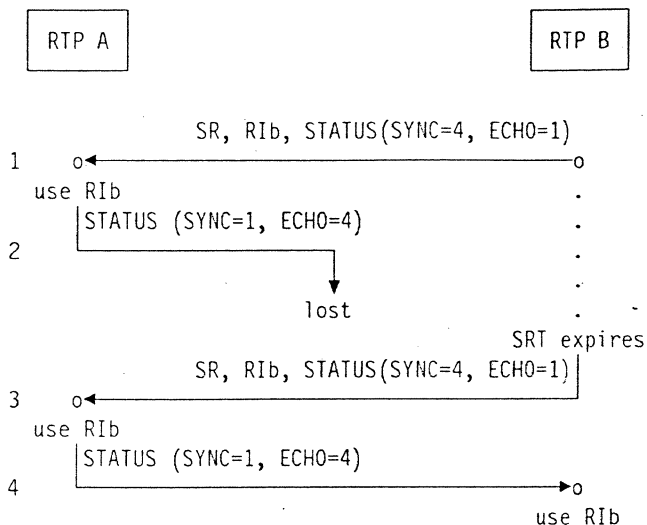 RTP A RTP B
SR, RIb, STATUS(SYNC=4, ECHO=1)
1
use RIb
STATUS (SYNC=1, ECHO=4)
2
lost
SRT expires
SR, RIb, STATUS(SYNC=4, ECHO=1)
3
use RIb
STATUS (SYNC=1, ECHO=4)
4
use RIb